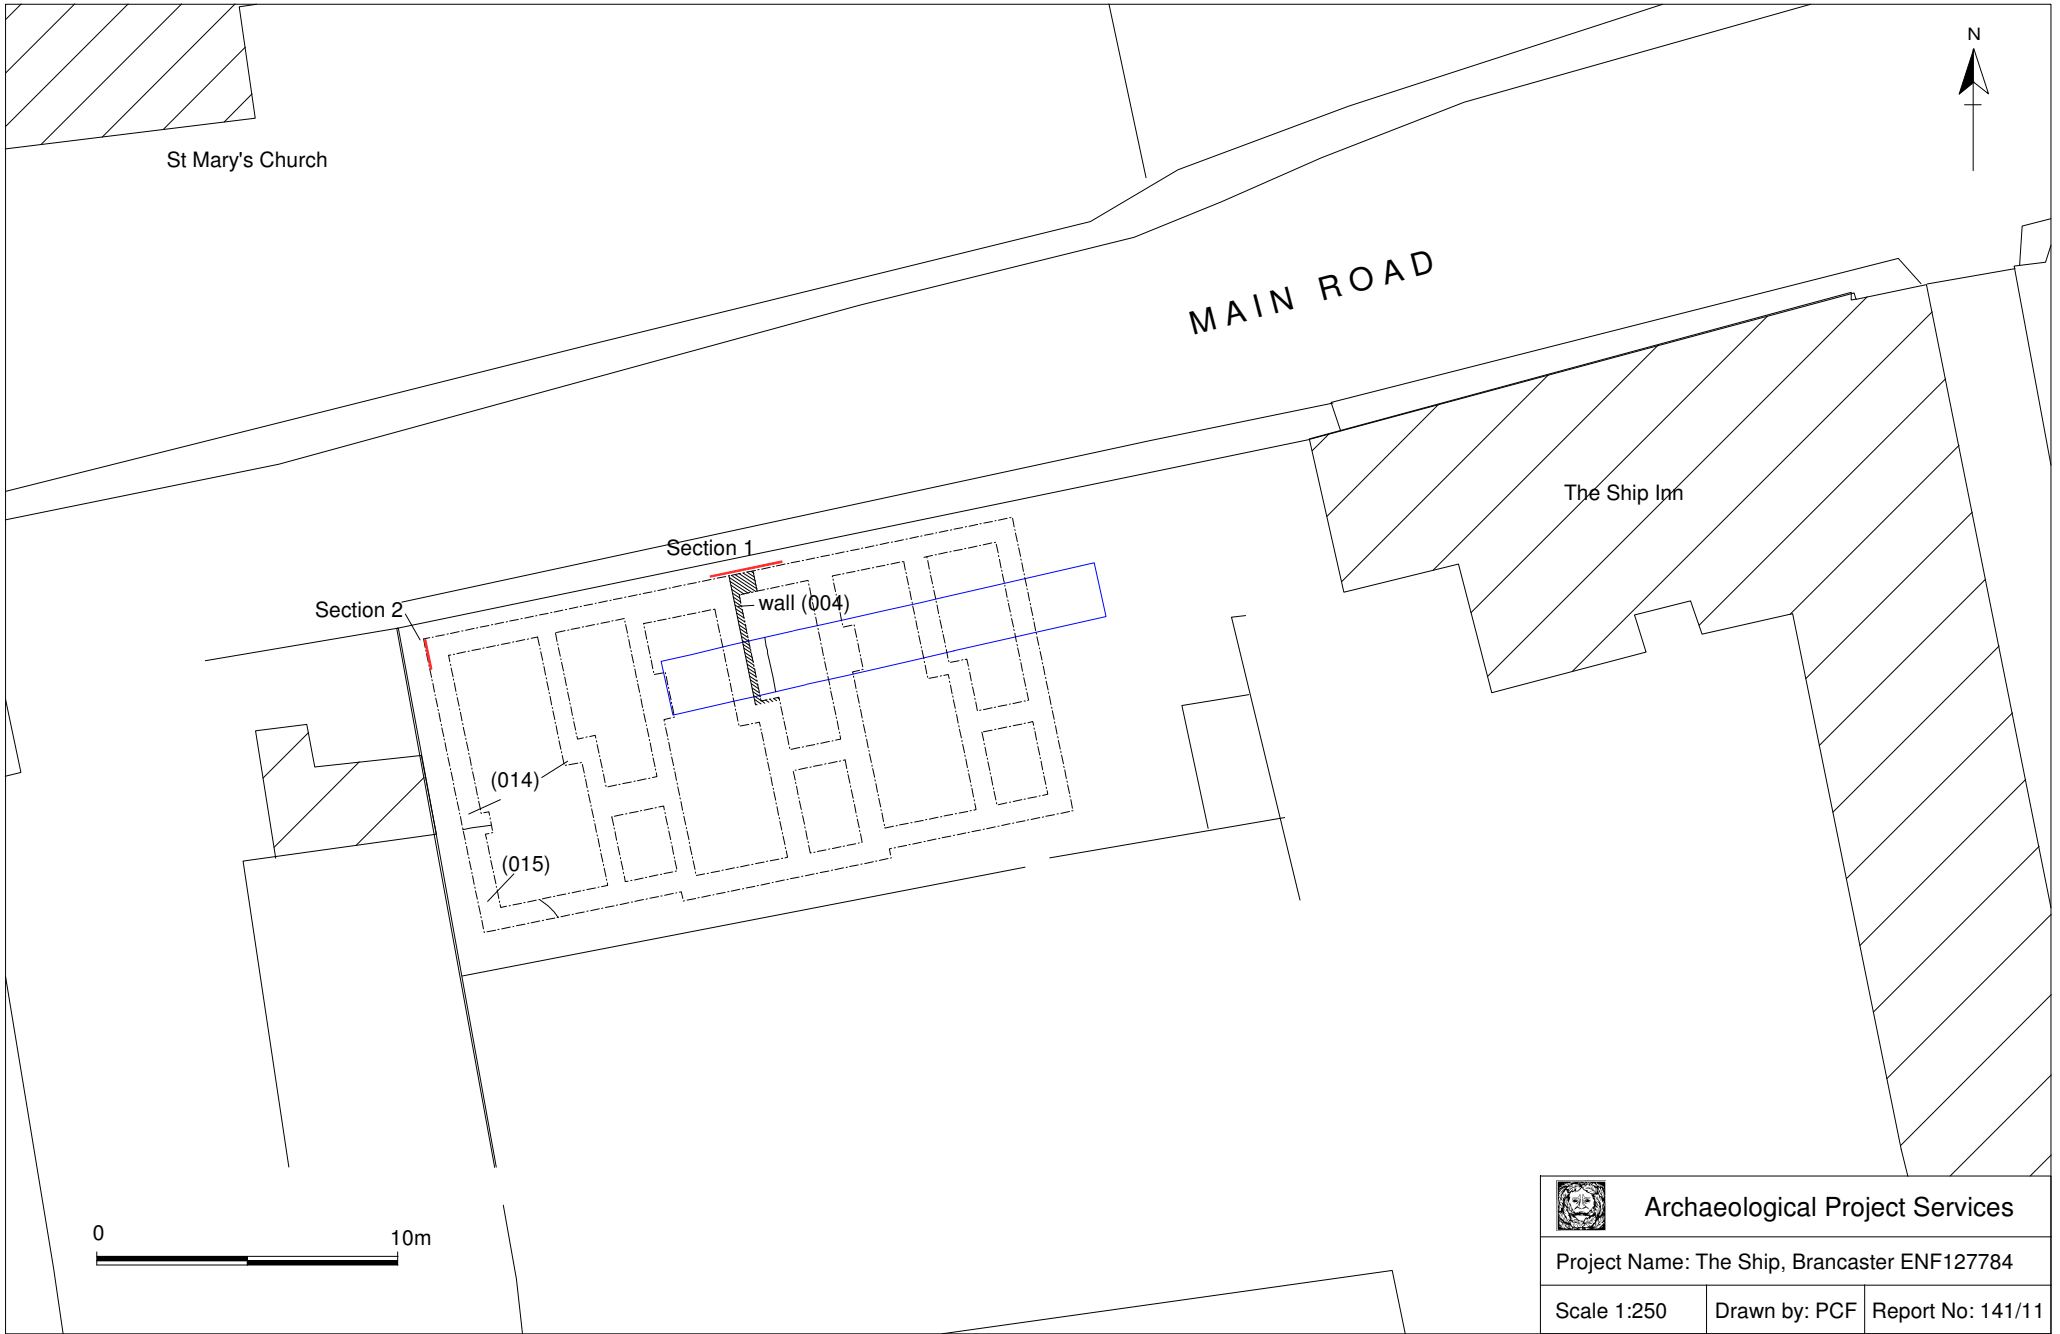 N
St Mary's Church
MAIN ROAD
The Ship Inn
Section 1
Section 2
wall (004)
(014)
(015)
0 10m
Archaeological Project Services
Project Name: The Ship, Brancaster ENF127784
Scale 1:250
Drawn by: PCF
Report No: 141/11